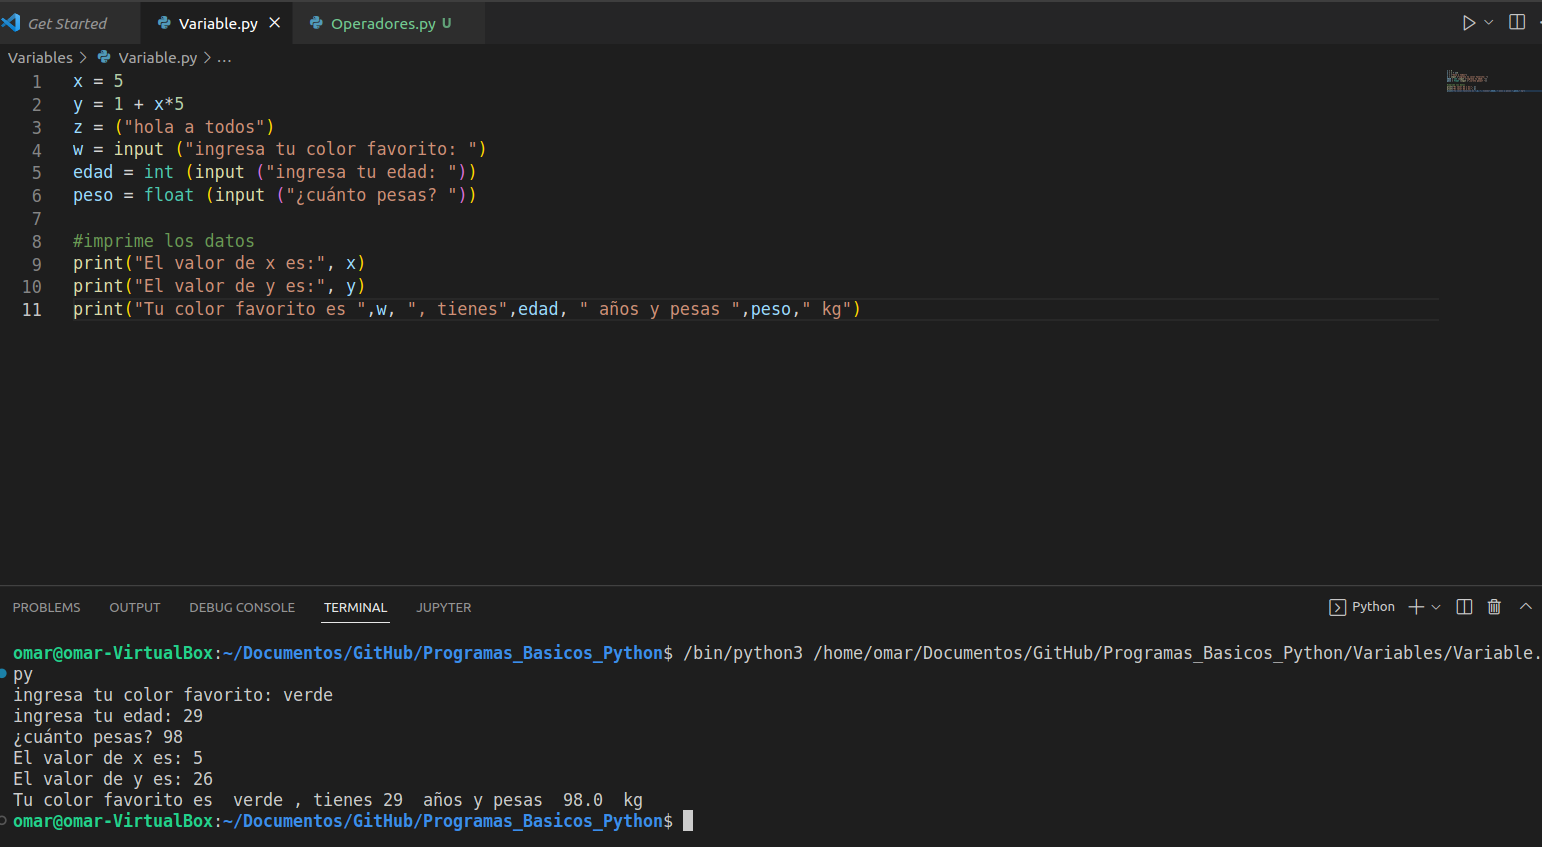 Get Started Variable.py Operadores.py U
Variables > Variable.py > ...
1 x = 5
2 y = 1 + x*5
3 z = ("hola a todos")
4 w = input ("ingresa tu color favorito: ")
5 edad = int (input ("ingresa tu edad: "))
6 peso = float (input ("¿cuánto pesas? "))
7
8 #imprime los datos
9 print("El valor de x es:", x)
10 print("El valor de y es:", y)
11 print("Tu color favorito es ",w, ", tienes",edad, " años y pesas ",peso," kg")
PROBLEMS OUTPUT DEBUG CONSOLE TERMINAL JUPYTER Python
omar@omar-VirtualBox:~/Documentos/GitHub/Programas_Basicos_Python$ /bin/python3 /home/omar/Documentos/GitHub/Programas_Basicos_Python/Variables/Variable.
py
ingresa tu color favorito: verde
ingresa tu edad: 29
¿cuánto pesas? 98
El valor de x es: 5
El valor de y es: 26
Tu color favorito es  verde , tienes 29  años y pesas  98.0  kg
omar@omar-VirtualBox:~/Documentos/GitHub/Programas_Basicos_Python$